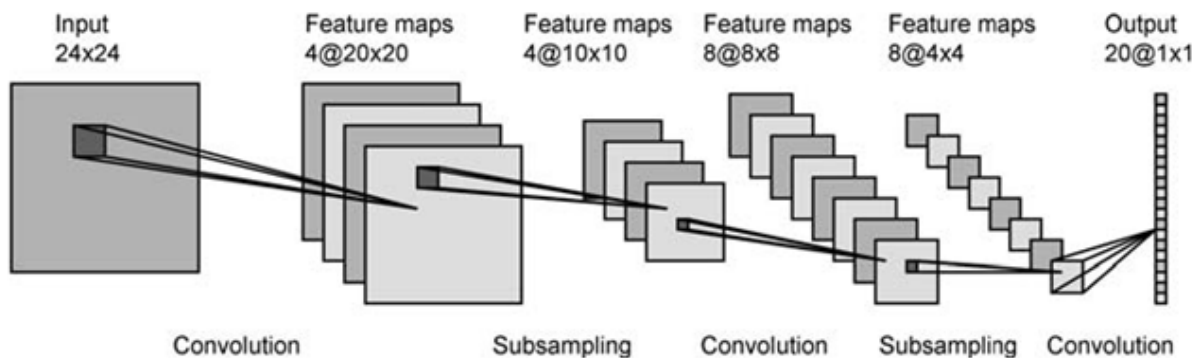 Input
24x24
Feature maps
4@20x20
Feature maps
4@10x10
Feature maps
8@8x8
Feature maps
8@4x4
Output
20@1x1
Convolution
Subsampling
Convolution
Subsampling
Convolution